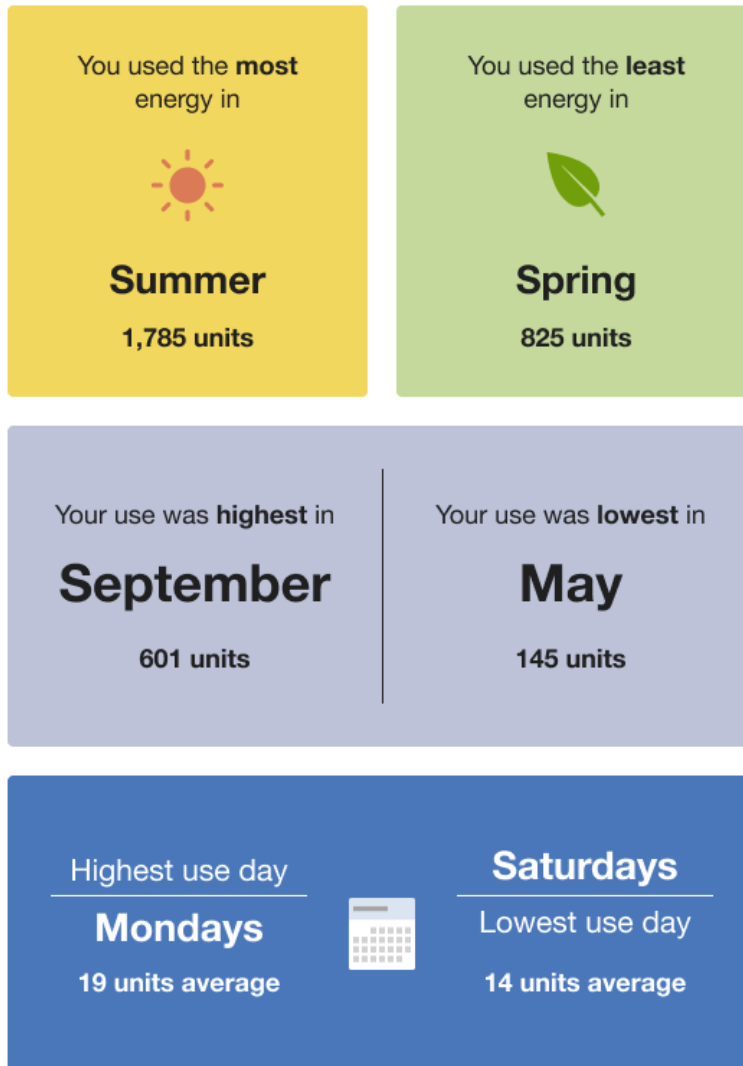 You used the most
energy in
Summer
1,785 units
You used the least
energy in
Spring
825 units
Your use was highest in
September
601 units
Your use was lowest in
May
145 units
Highest use day
Mondays
19 units average
Saturdays
Lowest use day
14 units average